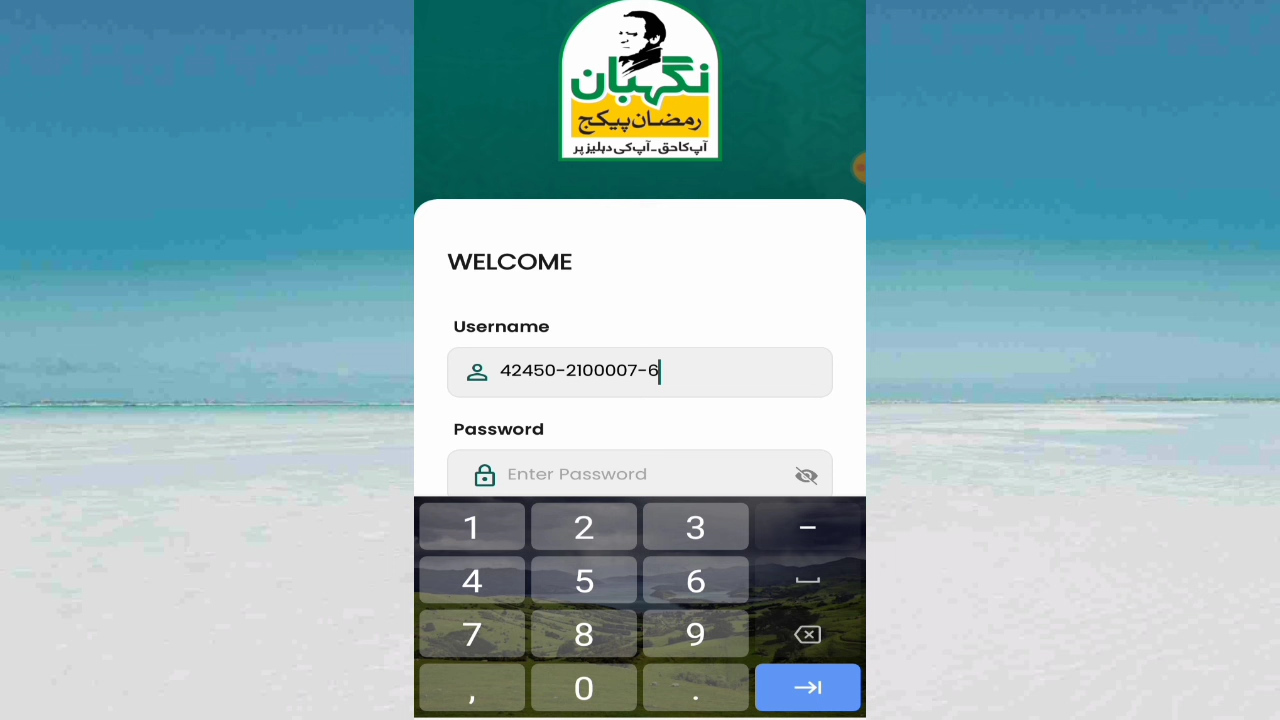 نگہبان
رمضان پیکج
آپ کا حق - آپ کی دہلیز پر
WELCOME
Username
42450-2100007-6
Password
Enter Password
1 2 3 -
4 5 6
7 8 9
, 0 .